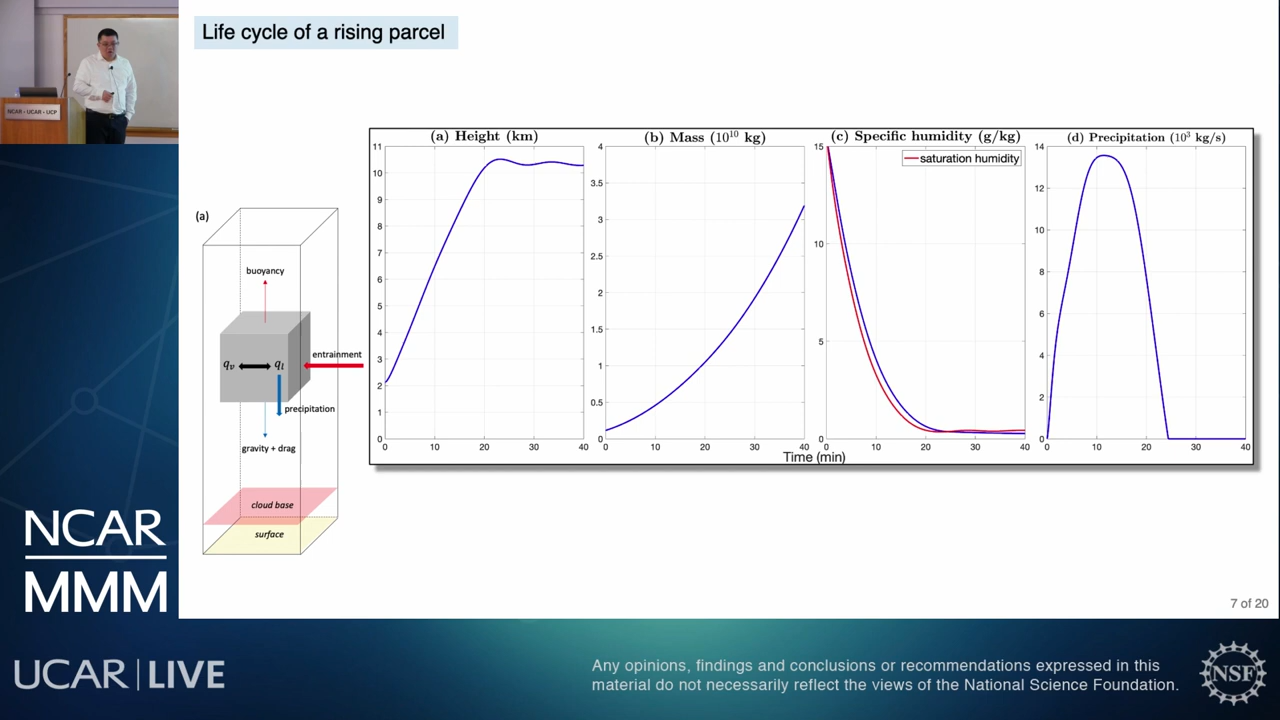 Life cycle of a rising parcel
NCAR - UCAR - UCP
(a)
buoyancy
entrainment
qv
ql
precipitation
gravity + drag
cloud base
surface
(a) Height (km)
11
10
9
8
7
6
5
4
3
2
1
0
0 10 20 30 40
(b) Mass (10^10 kg)
4
3.5
3
2.5
2
1.5
1
0.5
0
0 10 20 30 40
(c) Specific humidity (g/kg)
saturation humidity
15
10
5
0
0 10 20 30 40
(d) Precipitation (10^3 kg/s)
14
12
10
8
6
4
2
0
0 10 20 30 40
Time (min)
7 of 20
NCAR
MMM
UCAR | LIVE
Any opinions, findings and conclusions or recommendations expressed in this
material do not necessarily reflect the views of the National Science Foundation.
NSF